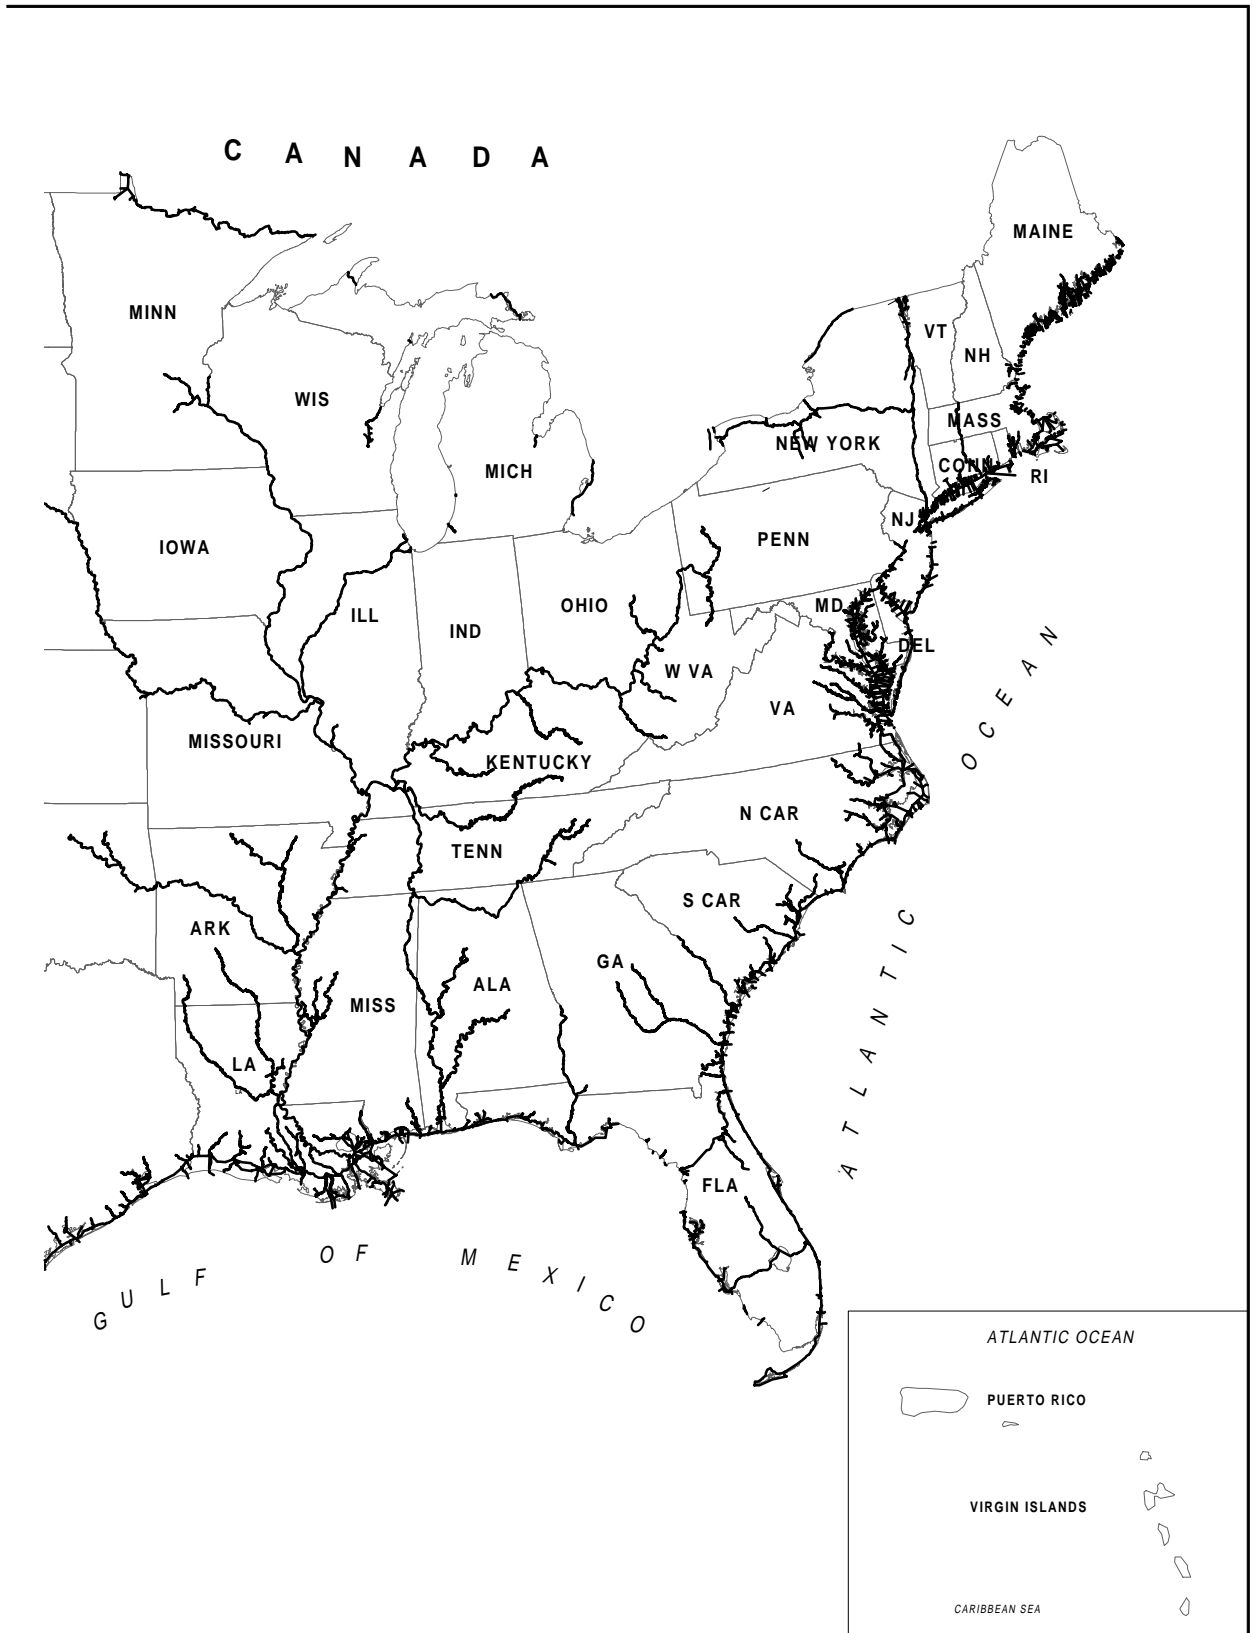 C A N A D A
MAINE
MINN
VT
NH
WIS
MASS
NEW YORK
CONN
RI
MICH
NJ
PENN
IOWA
ILL
OHIO
MD
IND
DEL
W VA
VA
MISSOURI
KENTUCKY
N CAR
TENN
S CAR
ARK
GA
ALA
MISS
LA
FLA
ATLANTIC OCEAN
GULF OF MEXICO
ATLANTIC OCEAN
PUERTO RICO
VIRGIN ISLANDS
CARIBBEAN SEA